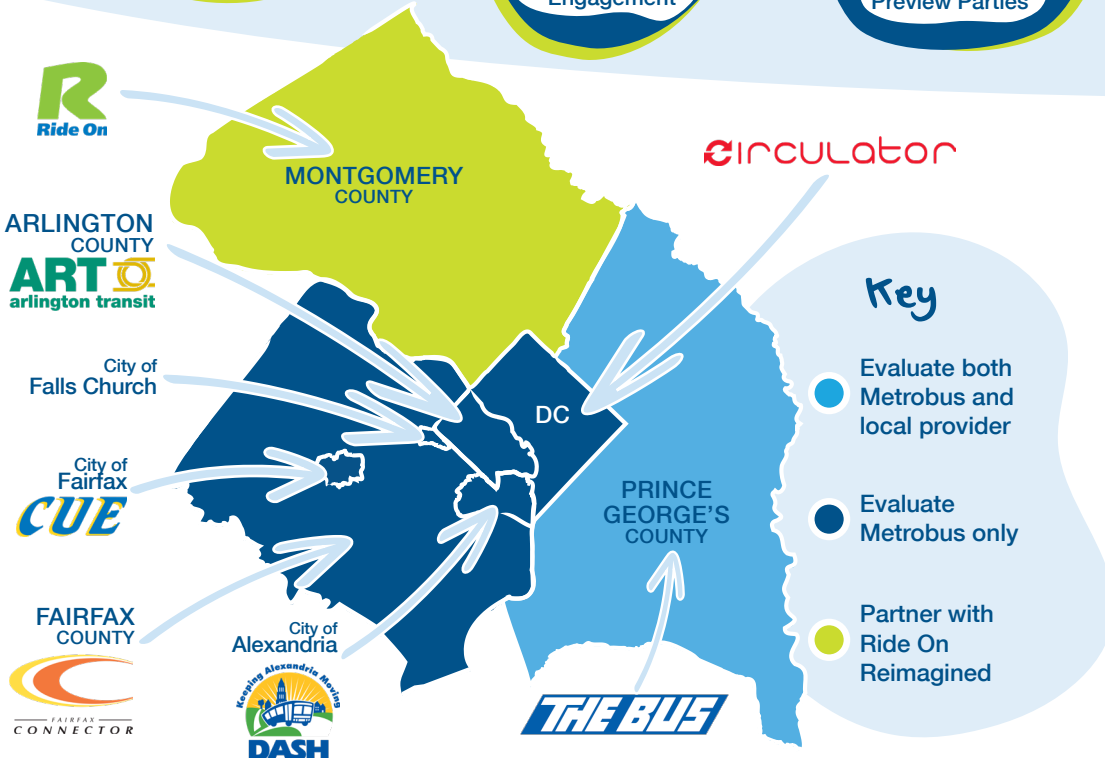 Engagement
Preview Parties
R
Ride On
MONTGOMERY
COUNTY
circulator
ARLINGTON
COUNTY
ART
arlington transit
Key
City of
Falls Church
DC
Evaluate both
Metrobus and
local provider
City of
Fairfax
CUE
PRINCE
GEORGE'S
COUNTY
Evaluate
Metrobus only
FAIRFAX
COUNTY
FAIRFAX
CONNECTOR
City of
Alexandria
Keeping Alexandria Moving
DASH
THE BUS
Partner with
Ride On
Reimagined